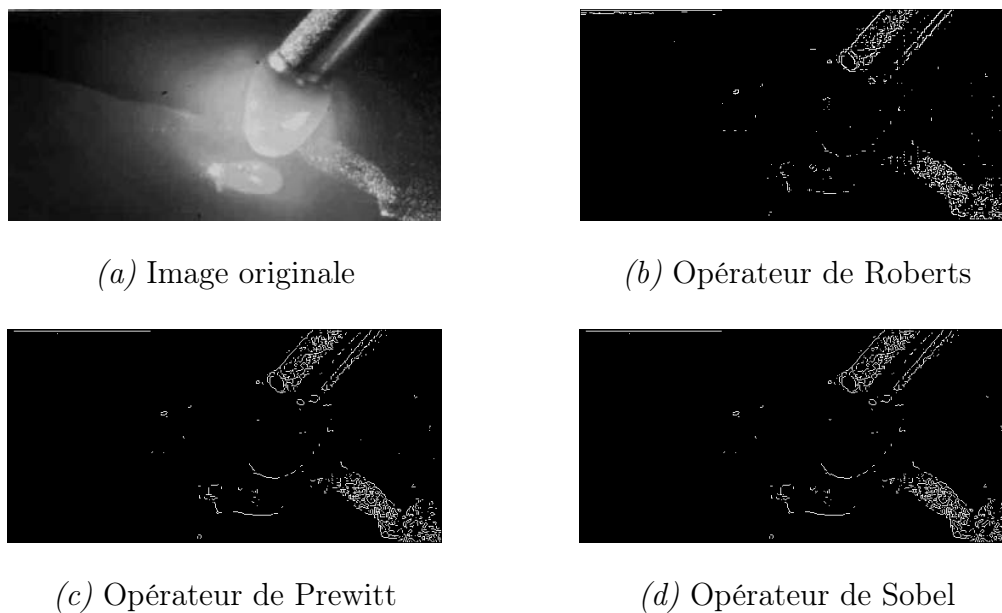 (a) Image originale
(b) Opérateur de Roberts
(c) Opérateur de Prewitt
(d) Opérateur de Sobel